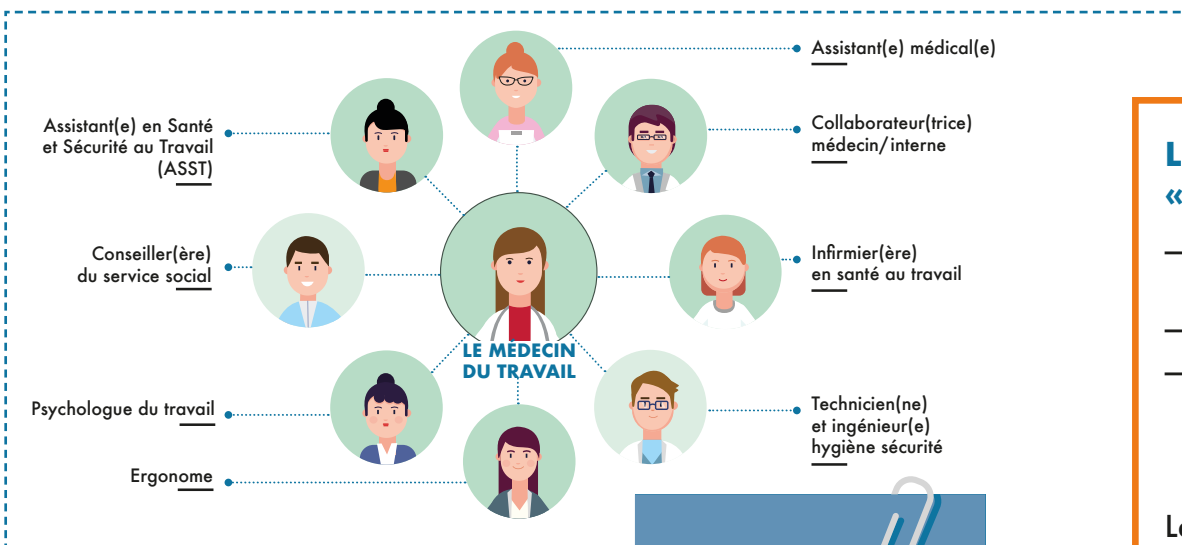 Assistant(e) médical(e)
Assistant(e) en Santé
et Sécurité au Travail
(ASST)
Collaborateur(trice)
médecin/interne
Conseiller(ère)
du service social
Infirmier(ère)
en santé au travail
LE MÉDECIN
DU TRAVAIL
Psychologue du travail
Technicien(ne)
et ingénieur(e)
hygiène sécurité
Ergonome
L
«